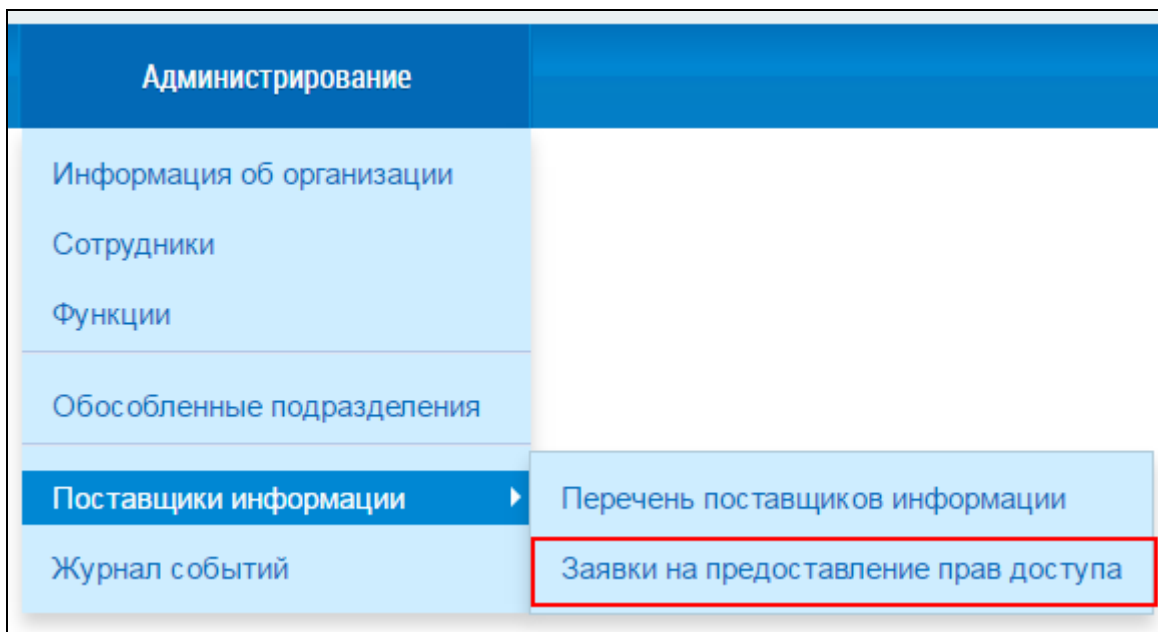 Администрирование
Информация об организации
Сотрудники
Функции
Обособленные подразделения
Поставщики информации
Перечень поставщиков информации
Журнал событий
Заявки на предоставление прав доступа